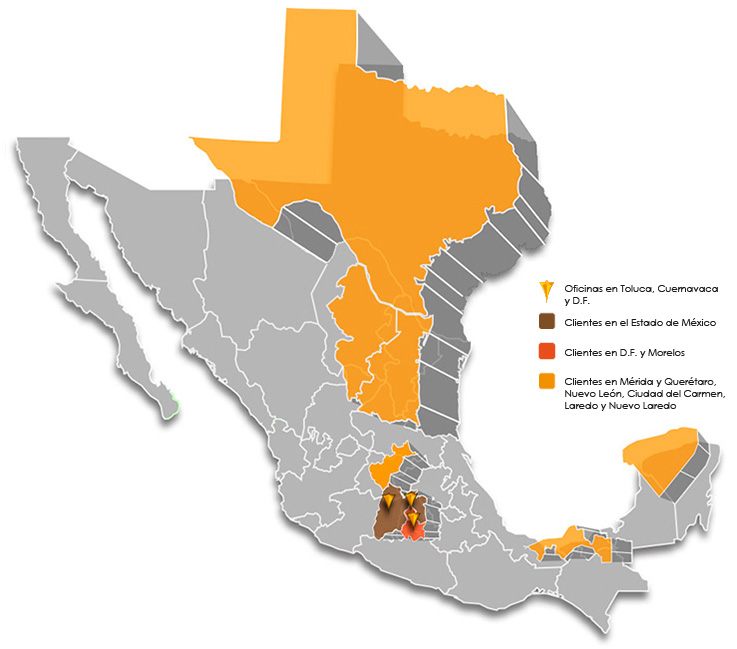 Oficinas en Toluca, Cuernavaca
y D.F.
Clientes en el Estado de México
Clientes en D.F. y Morelos
Clientes en Mérida y Querétaro,
Nuevo León, Ciudad del Carmen,
Laredo y Nuevo Laredo